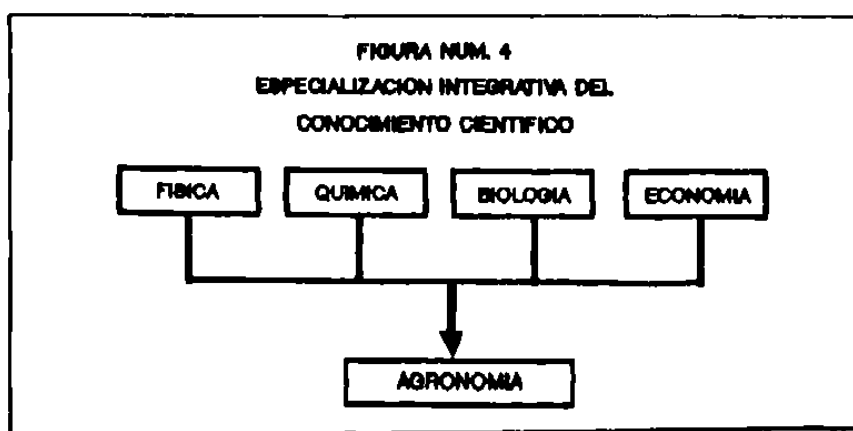 FIGURA NUM. 4
ESPECIALIZACION INTEGRATIVA DEL
CONOCIMIENTO CIENTIFICO
FISICA QUIMICA BIOLOGIA ECONOMIA
AGRONOMIA